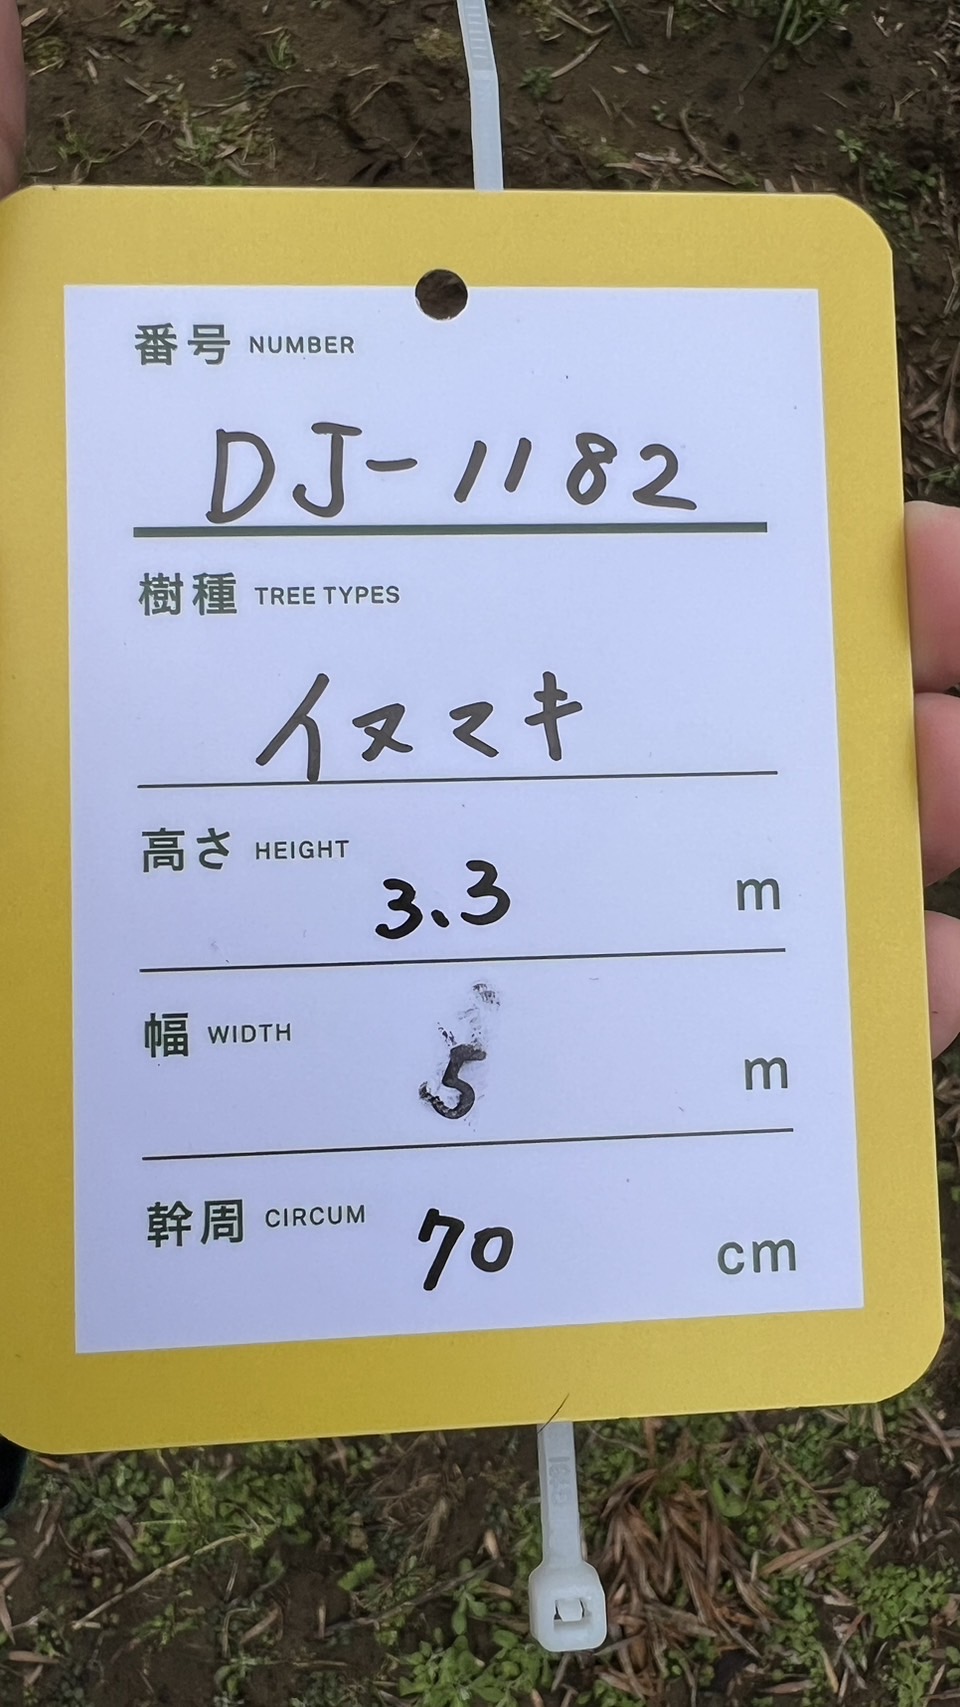 番号 NUMBER
DJ-1182
樹種 TREE TYPES
イヌマキ
高さ HEIGHT
3.3 m
幅 WIDTH
5 m
幹周 CIRCUM
70 cm